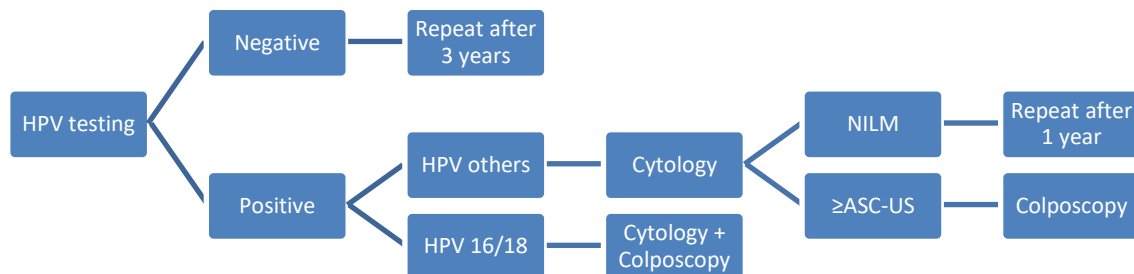 HPV testing
Negative
Repeat after
3 years
Positive
HPV others
Cytology
NILM
Repeat after
1 year
≥ASC-US
Colposcopy
HPV 16/18
Cytology +
Colposcopy